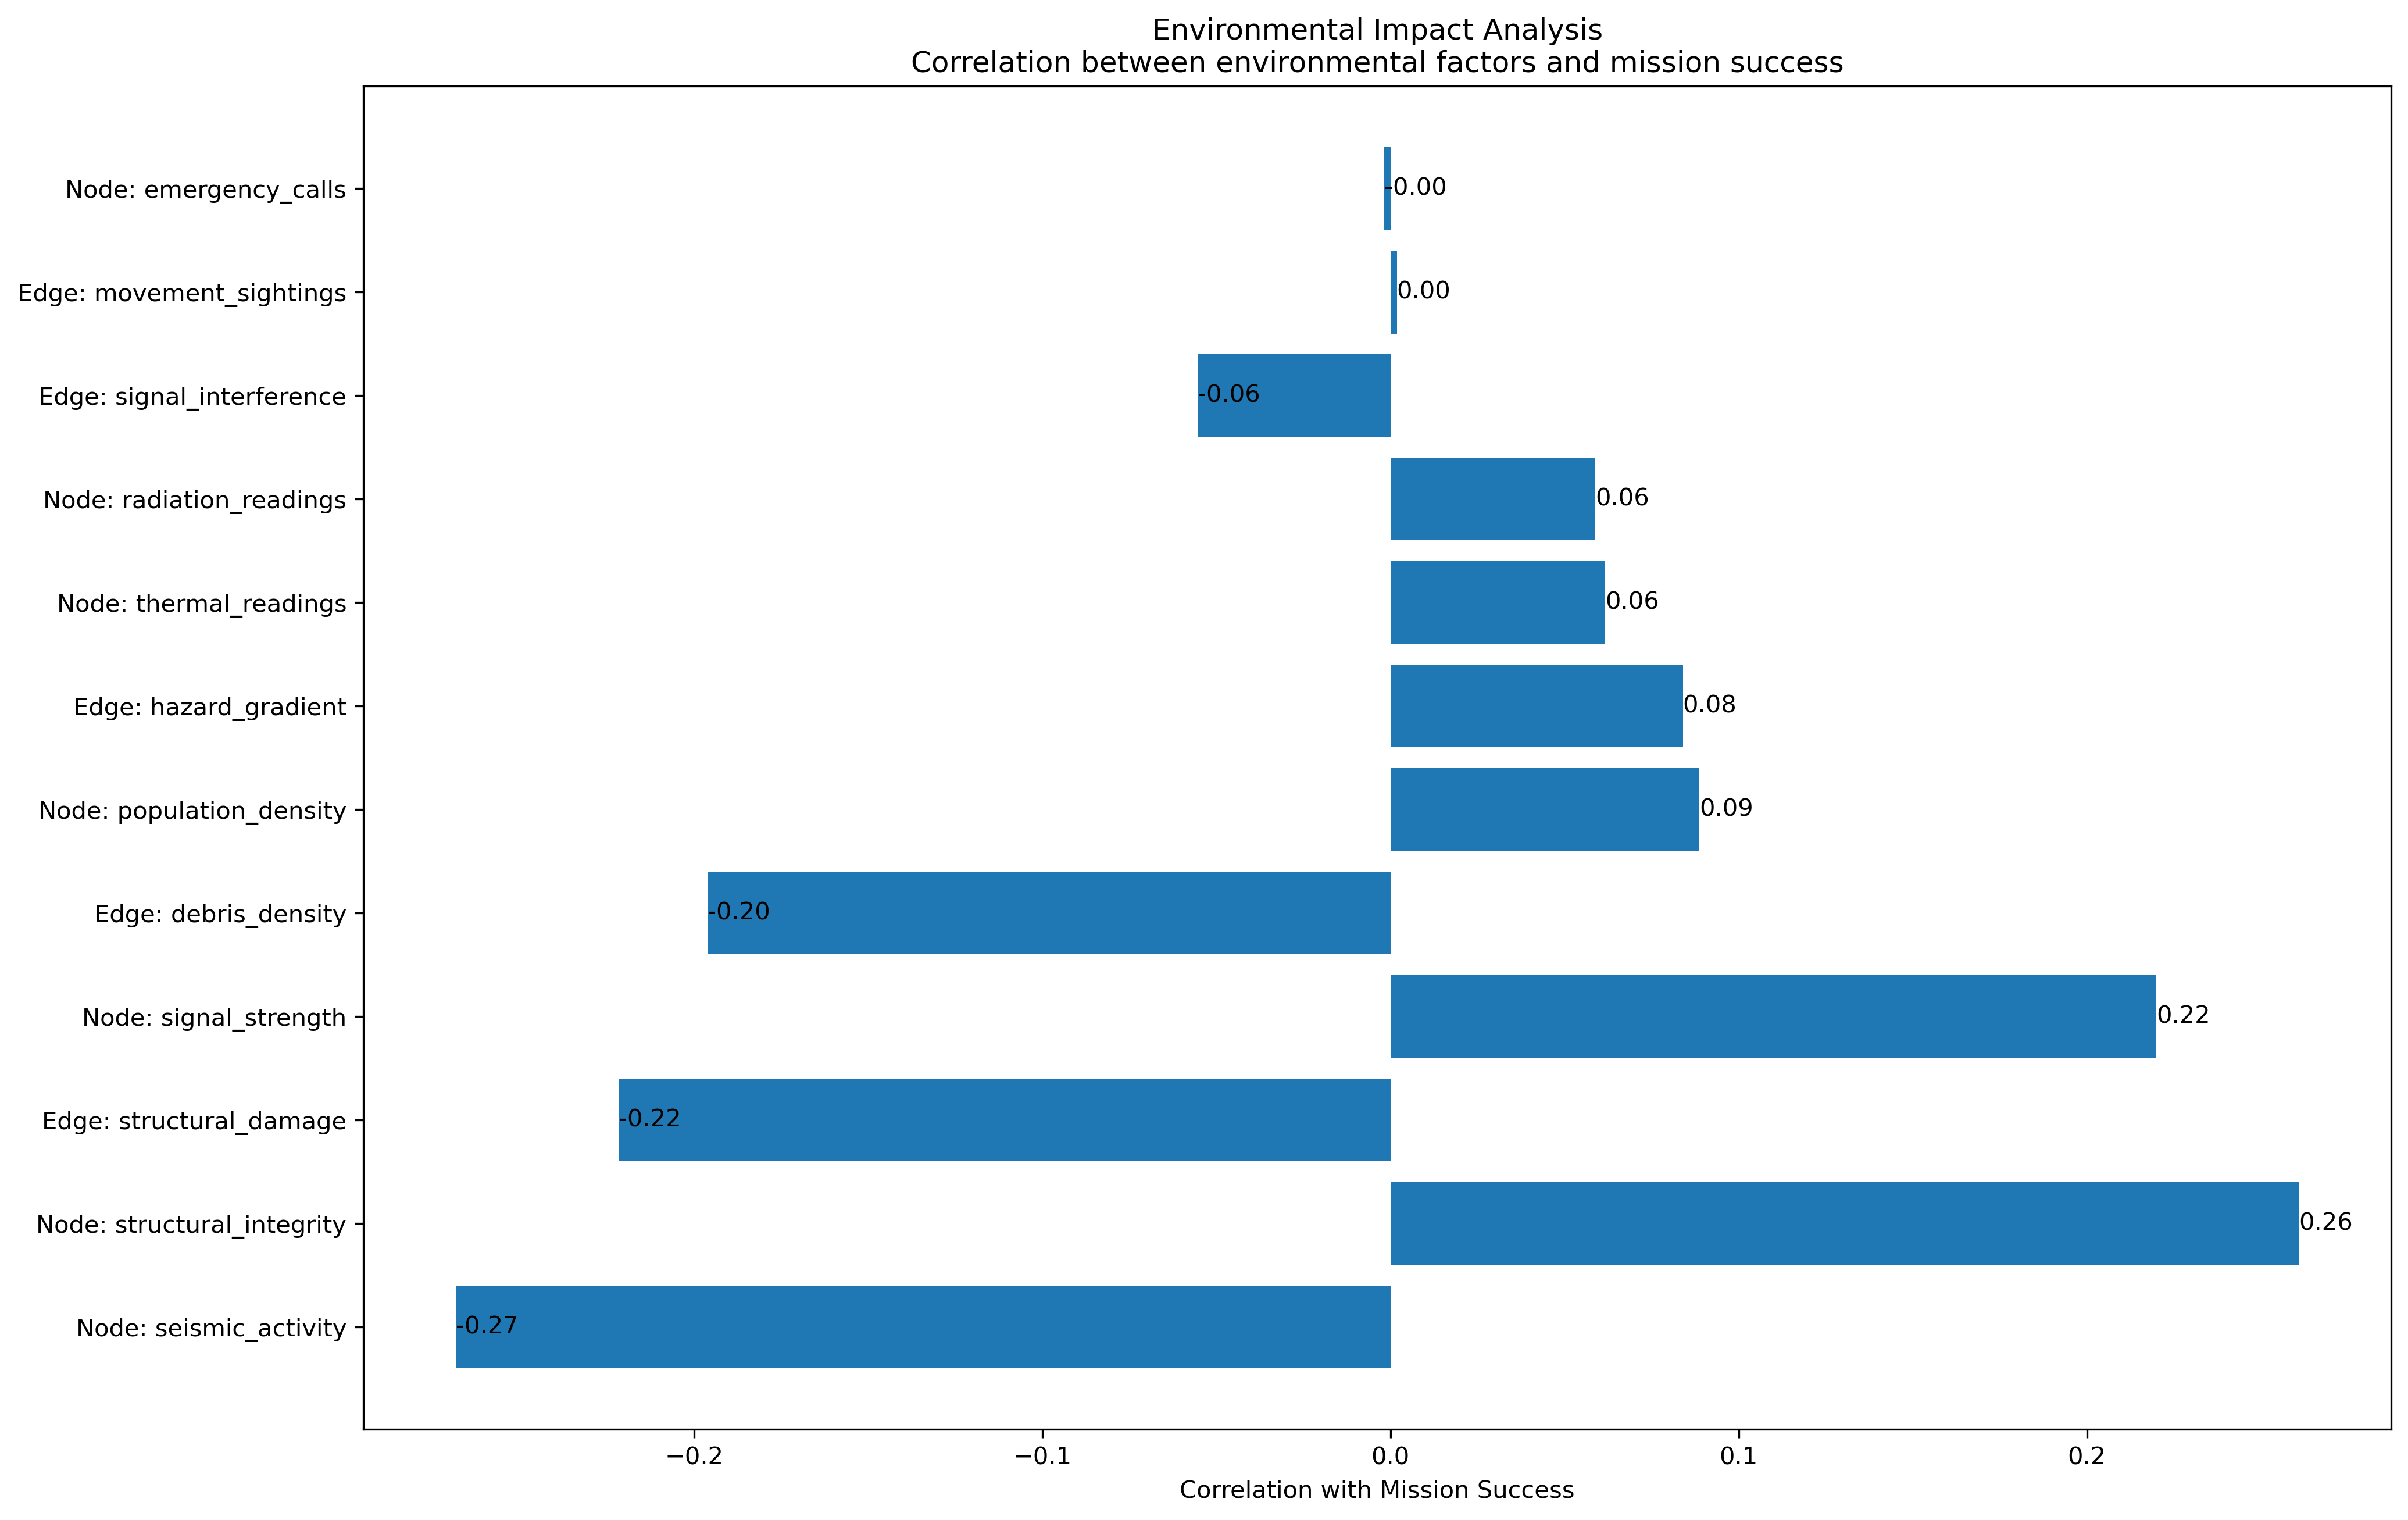 Environmental Impact Analysis
Correlation between environmental factors and mission success
Node: emergency_calls
-0.00
Edge: movement_sightings
0.00
Edge: signal_interference
-0.06
Node: radiation_readings
0.06
Node: thermal_readings
0.06
Edge: hazard_gradient
0.08
Node: population_density
0.09
Edge: debris_density
-0.20
Node: signal_strength
0.22
Edge: structural_damage
-0.22
Node: structural_integrity
0.26
Node: seismic_activity
-0.27
−0.2 −0.1 0.0 0.1 0.2
Correlation with Mission Success